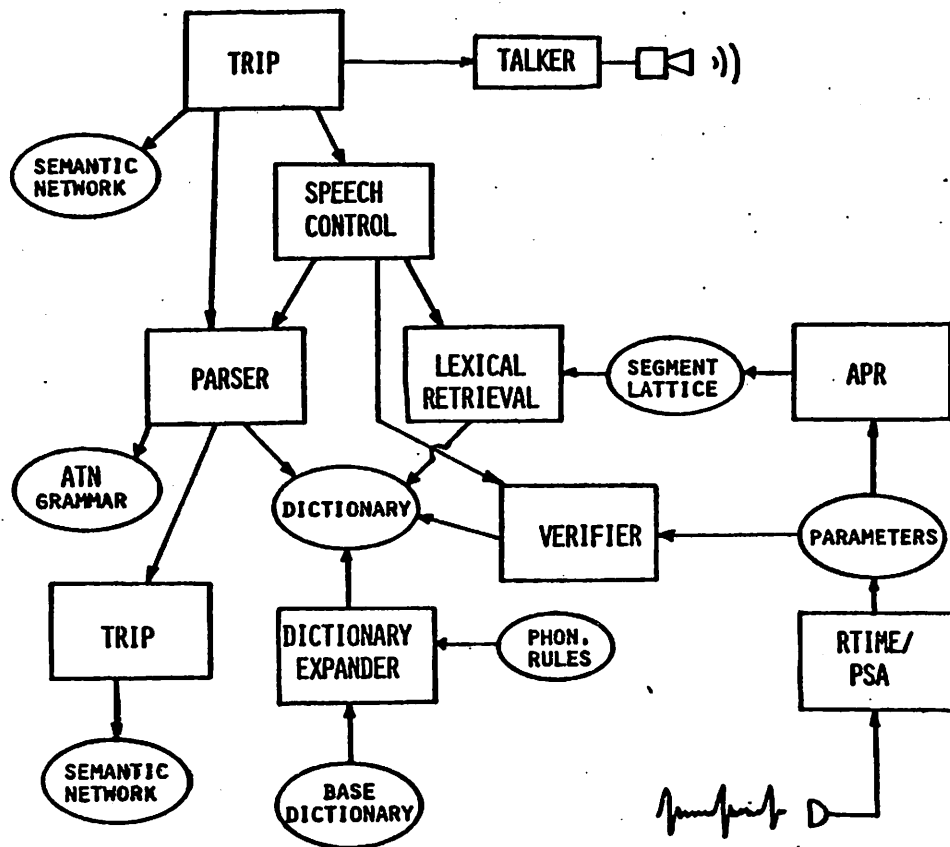 TRIP
TALKER
SEMANTIC
NETWORK
SPEECH
CONTROL
PARSER
LEXICAL
RETRIEVAL
SEGMENT
LATTICE
APR
ATN
GRAMMAR
DICTIONARY
VERIFIER
PARAMETERS
TRIP
DICTIONARY
EXPANDER
PHON.
RULES
RTIME/
PSA
SEMANTIC
NETWORK
BASE
DICTIONARY